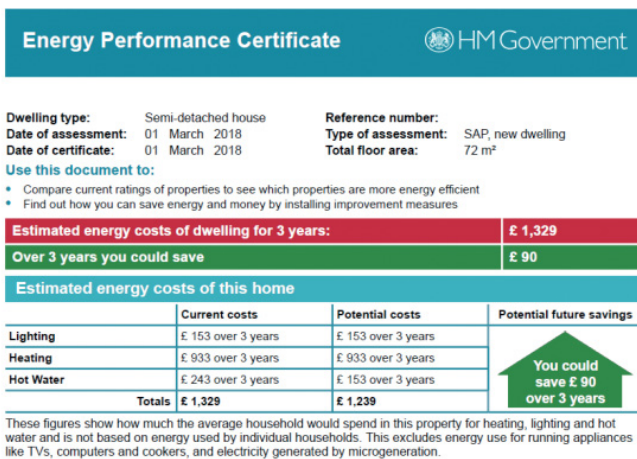 Energy Performance Certificate HM Government
Dwelling type: Semi-detached house Reference number:
Date of assessment: 01 March 2018 Type of assessment: SAP, new dwelling
Date of certificate: 01 March 2018 Total floor area: 72 m²
Use this document to:
• Compare current ratings of properties to see which properties are more energy efficient
• Find out how you can save energy and money by installing improvement measures
Estimated energy costs of dwelling for 3 years: £ 1,329
Over 3 years you could save £ 90
Estimated energy costs of this home
Current costs Potential costs Potential future savings
Lighting £ 153 over 3 years £ 153 over 3 years
Heating £ 933 over 3 years £ 933 over 3 years
Hot Water £ 243 over 3 years £ 153 over 3 years
Totals £ 1,329 £ 1,239
You could
save £ 90
over 3 years
These figures show how much the average household would spend in this property for heating, lighting and hot
water and is not based on energy used by individual households. This excludes energy use for running appliances
like TVs, computers and cookers, and electricity generated by microgeneration.